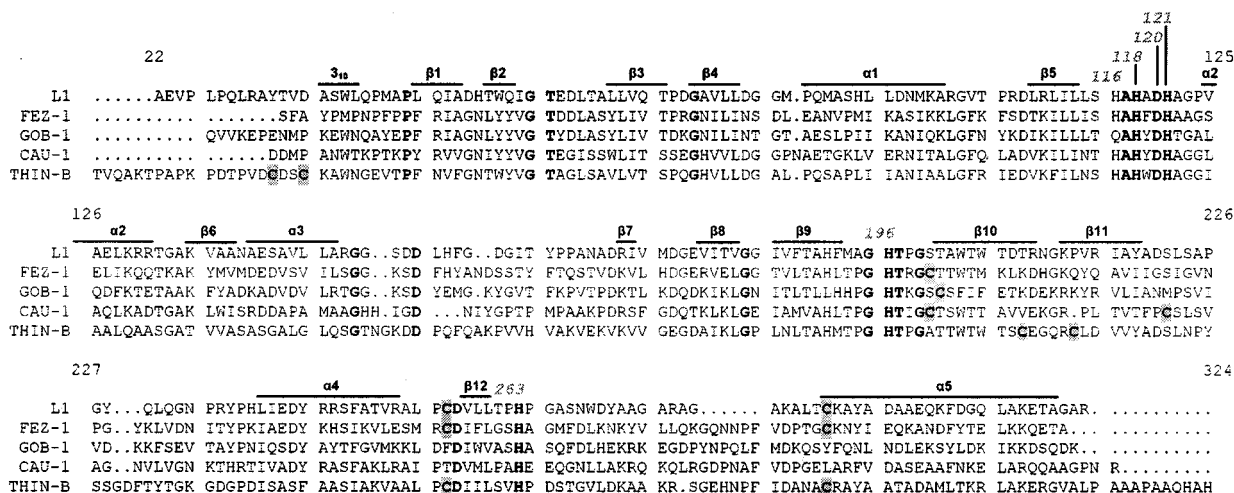 121
22 120 125
118
3₁₀ β1 β2 β3 β4 α1 β5 116 α2
L1 ......AEVP LPQLRAYTVD ASWLQPMAPL QIADHTWQIG TEDLTALLVQ TPDGAVLLDG GM.PQMASHL LDNMKARGVT PRDLRLILLS HAHADHAGPV
FEZ-1 .......... ........SFA YPMPNPFPPF RIAGNLYYVG TDDLASYLIV TPRGNILINS DL.EANVPMI KASIKKLGFK FSDTKILLIS HAHFDHAAGS
GOB-1 .......... QVVKEPENMP KEWNQAYEPF RIAGNLYYVG TYDLASYLIV TDKGNILINT GT.AESLPII KANIQKLGFN YKDIKILLLT QAHYDHTGAL
CAU-1 .......... ......DDMP ANWTKPTKPY RVVGNIYYVG TEGISSWLIT SSEGHVVLDG GPNAETGKLV ERNITALGFQ LADVKILINT HAHYDHAGGL
THIN-B TVQAKTPAPK PDTPVDCDSC KAWNGEVTPF NVFGNTWYVG TAGLSAVLVT SPQGHVLLDG AL.PQSAPLI IANIAALGFR IEDVKFILNS HAHWDHAGGI
126 226
α2 β6 α3 β7 β8 β9 196 β10 β11
L1 AELKRRTGAK VAANAESAVL LARGG..SDD LHFG.DGITY PPANADRIVM DGEVITVGG IVFTAHFMAG HTPGSTAWTW TDTRNGKPVR IAYADSLSAP
FEZ-1 ELIKQQTKAK YMVMDEDVSV ILSGG..KSD FHYANDSSTY FTQSTVDKVL HDGERVELGG TVLTAHLTPG HTRGCTTWTM KLKDHGKQYQ AVIIGSIGVN
GOB-1 QDFKTETAAK FYADKADVDV LRTGG..KSD YEMG.KYGVT FKPVTPDKTL KDQDKIKLGN ITLTLLHHPG HTKGSCSFIF ETKDEKRKYR VLIANMPSVI
CAU-1 AQLKADTGAK LWISRDDAPA MAAGHH.IGD ...NIYGPTP MPAAKPDRSF GDQTKLKLGE IAMVAHLTPG HTIGCTSWTT AVVEKGR.PL TVTFPCSLSV
THIN-B AALQAASGAT VVASASGALG LQSGTNGKDD PQFQAKPVVH VAKVEKVKVV GEGDAIKLGP LNLTAHMTPG HTPGATTWTW TSCEGQRCLD VVYADSLNPY
227 324
α4 β12 263 α5
L1 GY...QLQGN PRYPHLIEDY RRSFATVRAL PCDVLLTPHP GASNWDYAAG ARAG.....  AKALTCKAYA DAAEQKFDGQ LAKETAGAR. ..........
FEZ-1 PG..YKLVDN ITYPKIAEDY KHSIKVLESM RCDIFLGSHA GMFDLKNKYV LLQKGQNNPF VDPTGCKNYI EQKANDFYTE LKKQETA... ..........
GOB-1 VD..KKFSEV TAYPNIQSDY AYTFGVMKKL DFDIWVASHA SQFDLHEKRK EGDPYNPQLF MDKQSYFQNL NDLEKSYLDK IKKDSQDK.. ..........
CAU-1 AG..NVLVGN KTHRTIVADY RASFAKLRAI PTDVMLPAHE EQGNLLAKRQ KQLRGDPNAF VDPGELARFV DASEAAFNKE LARQQAAGPN R.........
THIN-B SSGDFTYTGK GDGPDISASF AASIAKVAAL PCDIILSVHP DSTGVLDKAA KR.SGEHNPF IDANACRAYA ATADAMLTKR LAKERGVALP AAAPAAQHAH